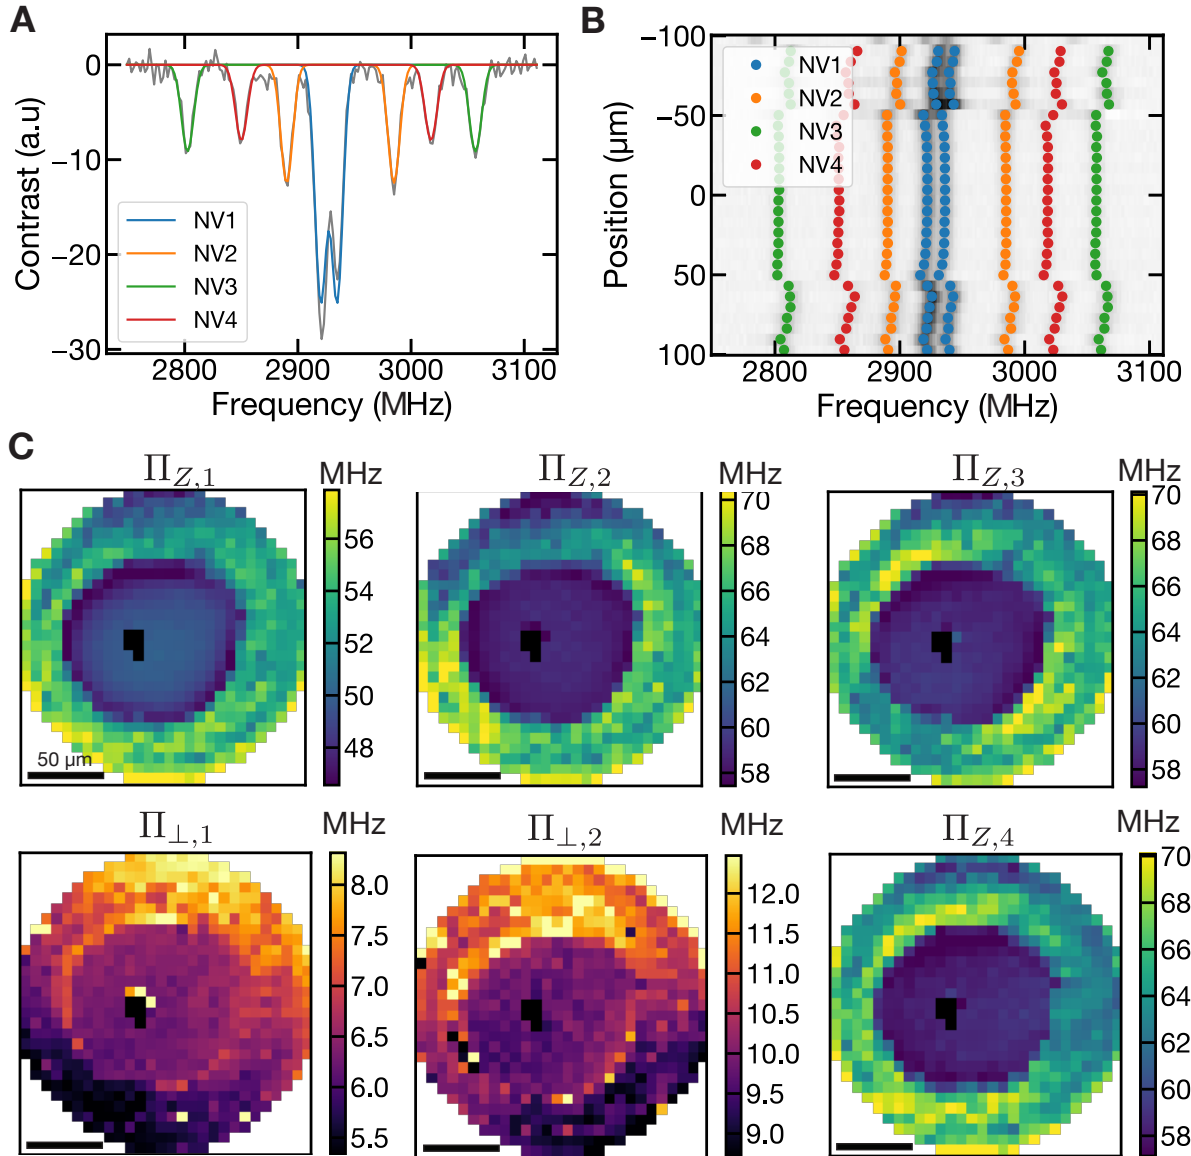 A
0
−10
−20
−30
Contrast (a.u)
NV1
NV2
NV3
NV4
2800
2900
3000
3100
Frequency (MHz)
B
−100
−50
0
50
100
Position (µm)
NV1
NV2
NV3
NV4
2800
2900
3000
3100
Frequency (MHz)
C
Π_{Z,1}
MHz
56
54
52
50
48
50 µm
Π_{Z,2}
MHz
70
68
66
64
62
60
58
Π_{Z,3}
MHz
70
68
66
64
62
60
58
Π_{⊥,1}
MHz
8.0
7.5
7.0
6.5
6.0
5.5
Π_{⊥,2}
MHz
12.0
11.5
11.0
10.5
10.0
9.5
9.0
Π_{Z,4}
MHz
70
68
66
64
62
60
58